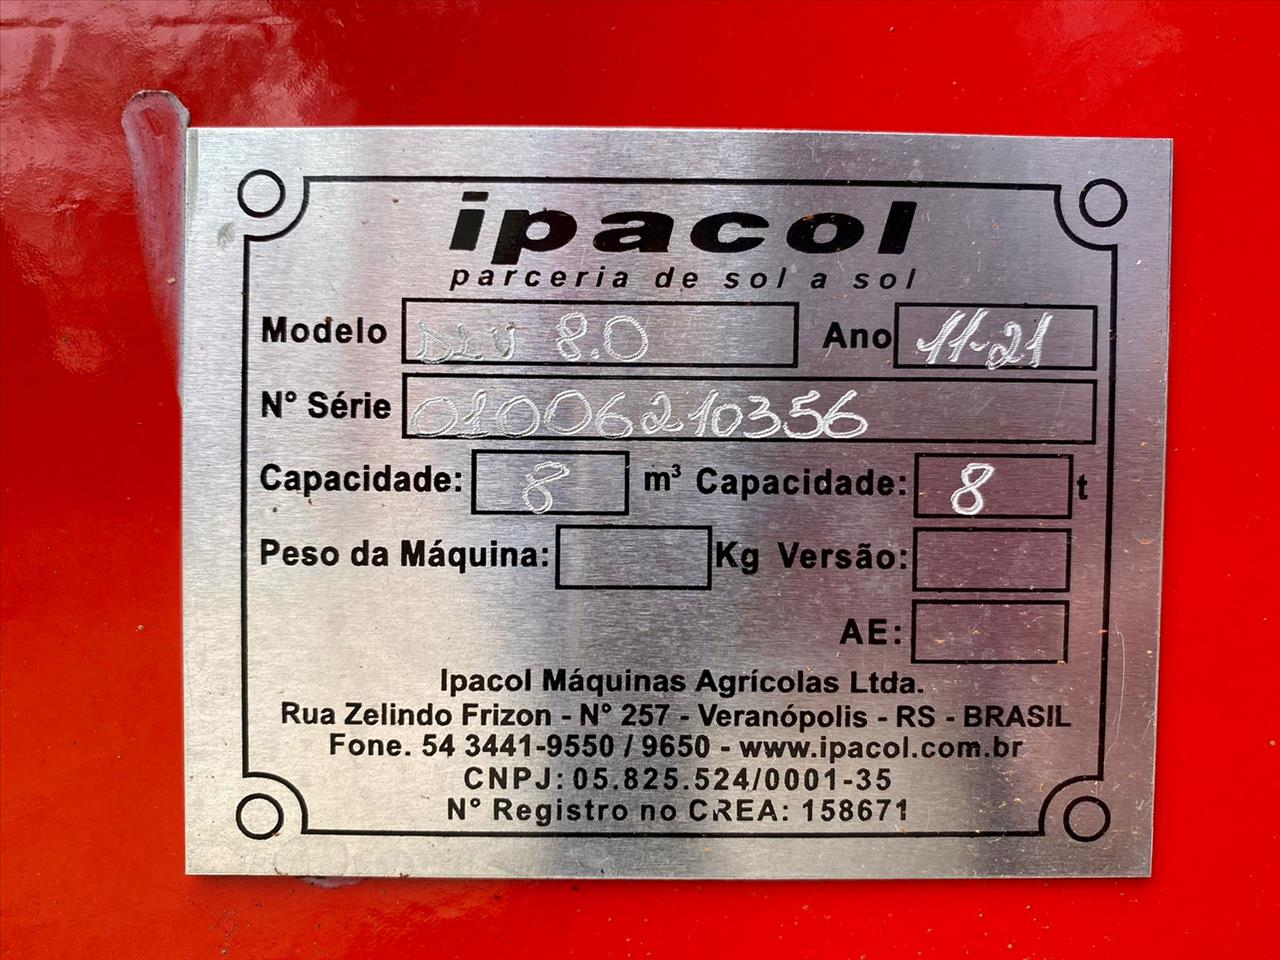 ipacol
parceria de sol a sol
Modelo DLV 8.0 Ano 11-21
N° Série 01006210356
Capacidade: 8 m³ Capacidade: 8 t
Peso da Máquina: Kg Versão:
AE:
Ipacol Máquinas Agrícolas Ltda.
Rua Zelindo Frizon - N° 257 - Veranópolis - RS - BRASIL
Fone. 54 3441-9550 / 9650 - www.ipacol.com.br
CNPJ: 05.825.524/0001-35
N° Registro no CREA: 158671